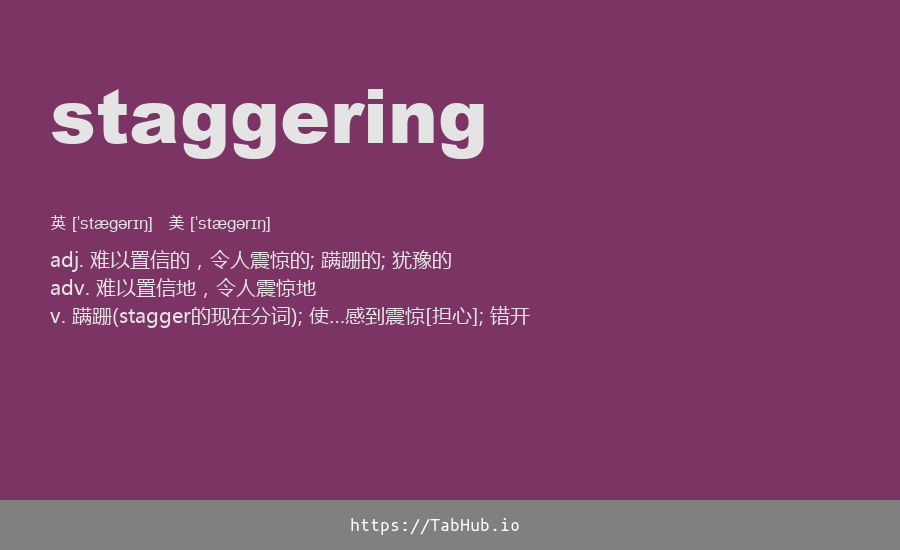 staggering
英 [ˈstægərɪŋ] 美 [ˈstægərɪŋ]
adj. 难以置信的，令人震惊的; 蹒跚的; 犹豫的
adv. 难以置信地，令人震惊地
v. 蹒跚(stagger的现在分词); 使…感到震惊[担心]; 错开
https://TabHub.io